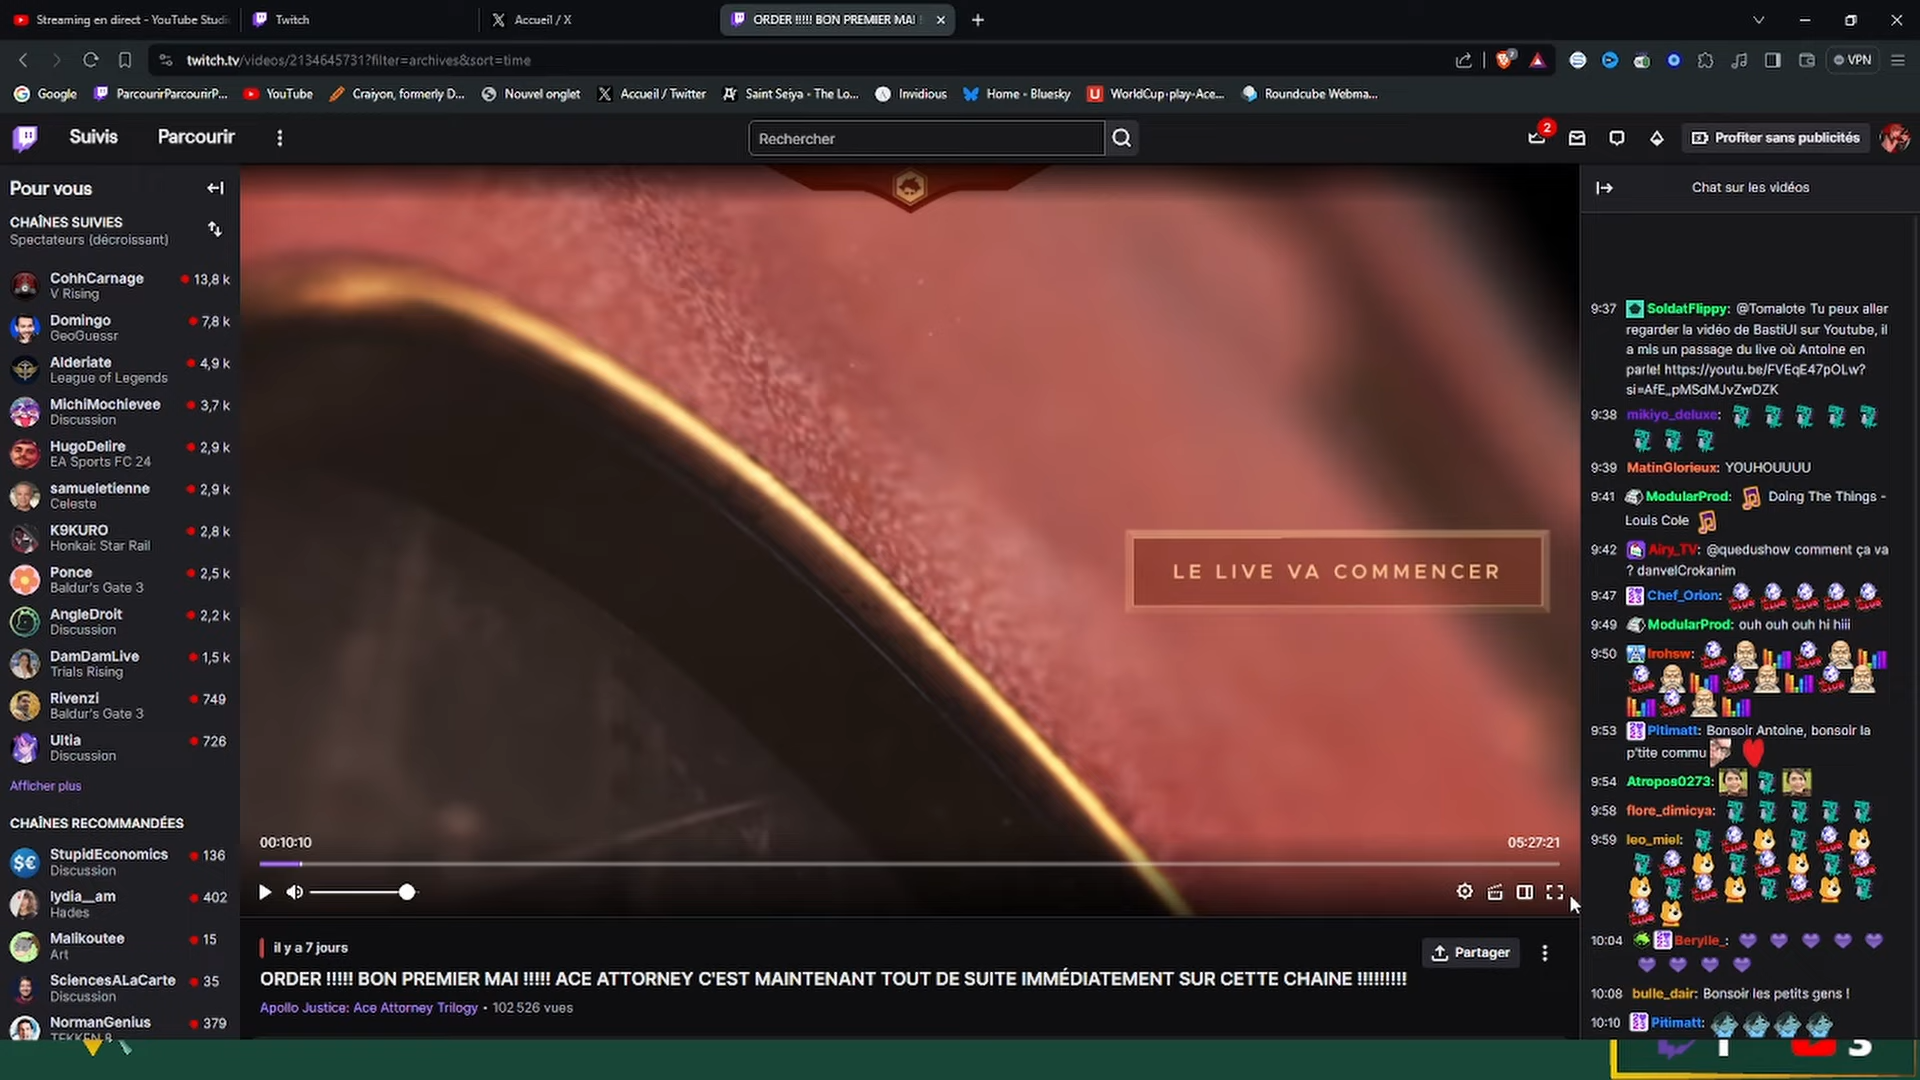 Streaming en direct - YouTube Studi
Twitch
Accueil / X
ORDER !!!!! BON PREMIER MAI !
twitch.tv/videos/2134645731?filter=archives&sort=time
VPN
Google
ParcourirParcourirP...
YouTube
Craiyon, formerly D...
Nouvel onglet
Accueil / Twitter
Saint Seiya - The Lo...
Invidious
Home - Bluesky
WorldCup-play-Ace...
Roundcube Webma...
Suivis
Parcourir
Rechercher
2
Profiter sans publicités
Pour vous
CHAÎNES SUIVIES
Spectateurs (décroissant)
CohhCarnage 13,8 k
V Rising
Domingo 7,8 k
GeoGuessr
Alderiate 4,9 k
League of Legends
MichiMochievee 3,7 k
Discussion
HugoDelire 2,9 k
EA Sports FC 24
samueletienne 2,9 k
Celeste
K9KURO 2,8 k
Honkai: Star Rail
Ponce 2,5 k
Baldur's Gate 3
AngleDroit 2,2 k
Discussion
DamDamLive 1,5 k
Trials Rising
Rivenzi 749
Baldur's Gate 3
Ultia 726
Discussion
Afficher plus
CHAÎNES RECOMMANDÉES
StupidEconomics 136
Discussion
lydia__am 402
Hades
Malikoutee 15
Art
SciencesALaCarte 35
Discussion
NormanGenius 379
TEKKEN 8
LE LIVE VA COMMENCER
00:10:10
05:27:21
il y a 7 jours
Partager
ORDER !!!!! BON PREMIER MAI !!!!! ACE ATTORNEY C'EST MAINTENANT TOUT DE SUITE IMMÉDIATEMENT SUR CETTE CHAINE !!!!!!!!!
Apollo Justice: Ace Attorney Trilogy • 102 526 vues
Chat sur les vidéos
9:37 SoldatFlippy: @Tomalote Tu peux aller
regarder la vidéo de BastiUI sur Youtube, il
a mis un passage du live où Antoine en
parle! https://youtu.be/FVEqE47pOLw?
si=AfE_pMSdMJvZwDZK
9:38 mikiyo_deluxe:
9:39 MatinGlorieux: YOUHOUUUU
9:41 ModularProd: Doing The Things -
Louis Cole
9:42 Airy_TV: @quedushow comment ça va
? danvelCrokanim
9:47 Chef_Orion:
9:49 ModularProd: ouh ouh ouh hi hiii
9:50 Irohsw:
9:53 Pitimatt: Bonsoir Antoine, bonsoir la
p'tite commu
9:54 Atropos0273:
9:58 flore_dimicya:
9:59 leo_miel:
10:04 Berylle_:
10:08 bulle_dair: Bonsoir les petits gens !
10:10 Pitimatt:
1
3